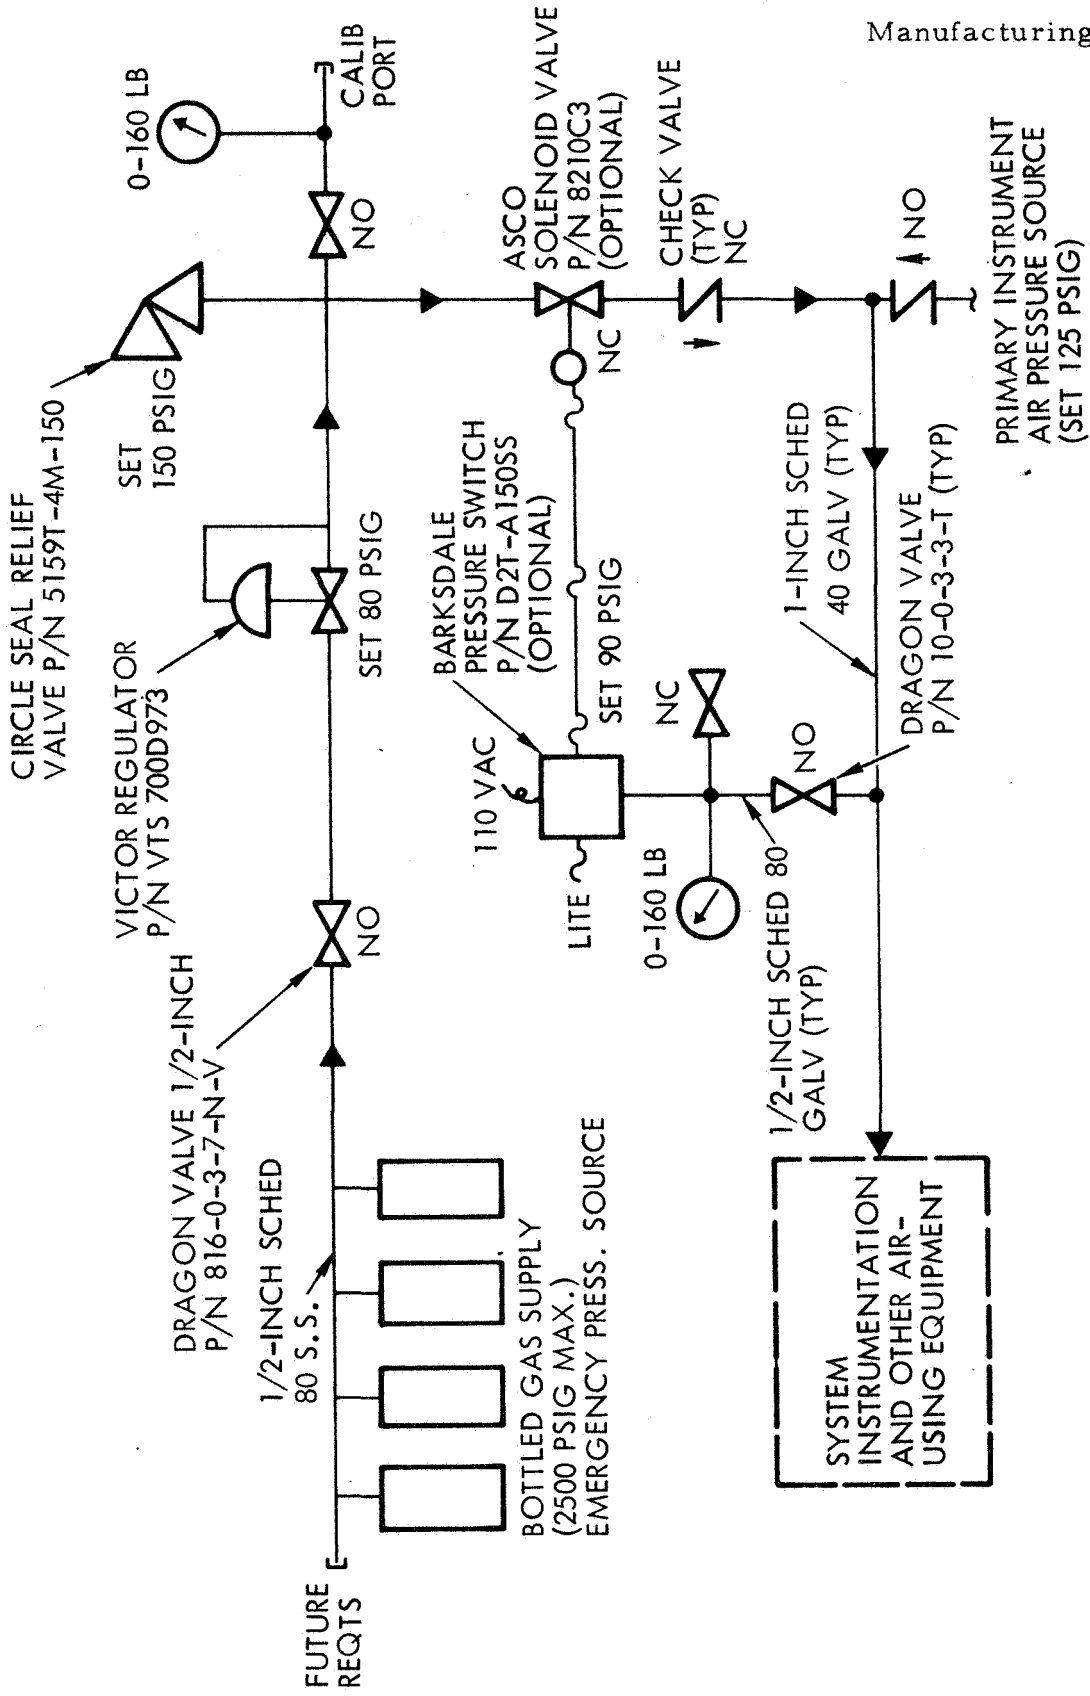 Manufacturing
CIRCLE SEAL RELIEF
VALVE P/N 5159T-4M-150
SET
150 PSIG
0-160 LB
CALIB
PORT
NO
VICTOR REGULATOR
P/N VTS 700D973
SET 80 PSIG
DRAGON VALVE 1/2-INCH
P/N 816-0-3-7-N-V
NO
1/2-INCH SCHED
80 S.S.
FUTURE
REQTS
BOTTLED GAS SUPPLY
(2500 PSIG MAX.)
EMERGENCY PRESS. SOURCE
ASCO
SOLENOID VALVE
P/N 8210C3
(OPTIONAL)
NC
CHECK VALVE
(TYP)
NC
BARKSDALE
PRESSURE SWITCH
P/N D2T-A150SS
(OPTIONAL)
110 VAC
SET 90 PSIG
LITE
0-160 LB
NC
NO
1/2-INCH SCHED 80
GALV (TYP)
1-INCH SCHED
40 GALV (TYP)
DRAGON VALVE
P/N 10-0-3-3-T (TYP)
NO
PRIMARY INSTRUMENT
AIR PRESSURE SOURCE
(SET 125 PSIG)
SYSTEM
INSTRUMENTATION
AND OTHER AIR-
USING EQUIPMENT